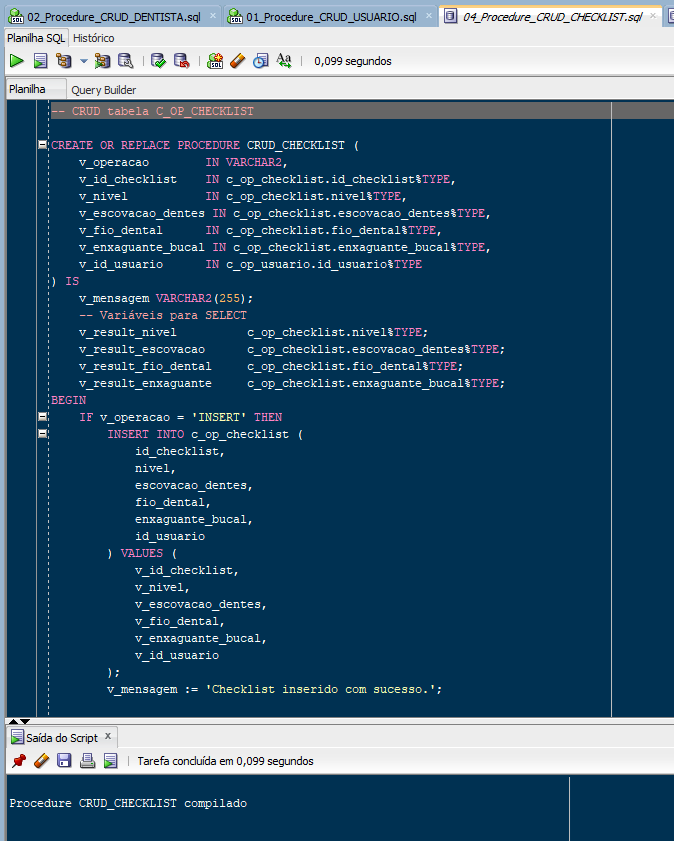 02_Procedure_CRUD_DENTISTA.sql 01_Procedure_CRUD_USUARIO.sql 04_Procedure_CRUD_CHECKLIST.sql
Planilha SQL Histórico
0,099 segundos
Planilha Query Builder
-- CRUD tabela C_OP_CHECKLIST
CREATE OR REPLACE PROCEDURE CRUD_CHECKLIST (
v_operacao IN VARCHAR2,
v_id_checklist IN c_op_checklist.id_checklist%TYPE,
v_nivel IN c_op_checklist.nivel%TYPE,
v_escovacao_dentes IN c_op_checklist.escovacao_dentes%TYPE,
v_fio_dental IN c_op_checklist.fio_dental%TYPE,
v_enxaguante_bucal IN c_op_checklist.enxaguante_bucal%TYPE,
v_id_usuario IN c_op_usuario.id_usuario%TYPE
) IS
v_mensagem VARCHAR2(255);
-- Variáveis para SELECT
v_result_nivel c_op_checklist.nivel%TYPE;
v_result_escovacao c_op_checklist.escovacao_dentes%TYPE;
v_result_fio_dental c_op_checklist.fio_dental%TYPE;
v_result_enxaguante c_op_checklist.enxaguante_bucal%TYPE;
BEGIN
IF v_operacao = 'INSERT' THEN
INSERT INTO c_op_checklist (
id_checklist,
nivel,
escovacao_dentes,
fio_dental,
enxaguante_bucal,
id_usuario
) VALUES (
v_id_checklist,
v_nivel,
v_escovacao_dentes,
v_fio_dental,
v_enxaguante_bucal,
v_id_usuario
);
v_mensagem := 'Checklist inserido com sucesso.';
Saída do Script x
Tarefa concluída em 0,099 segundos
Procedure CRUD_CHECKLIST compilado